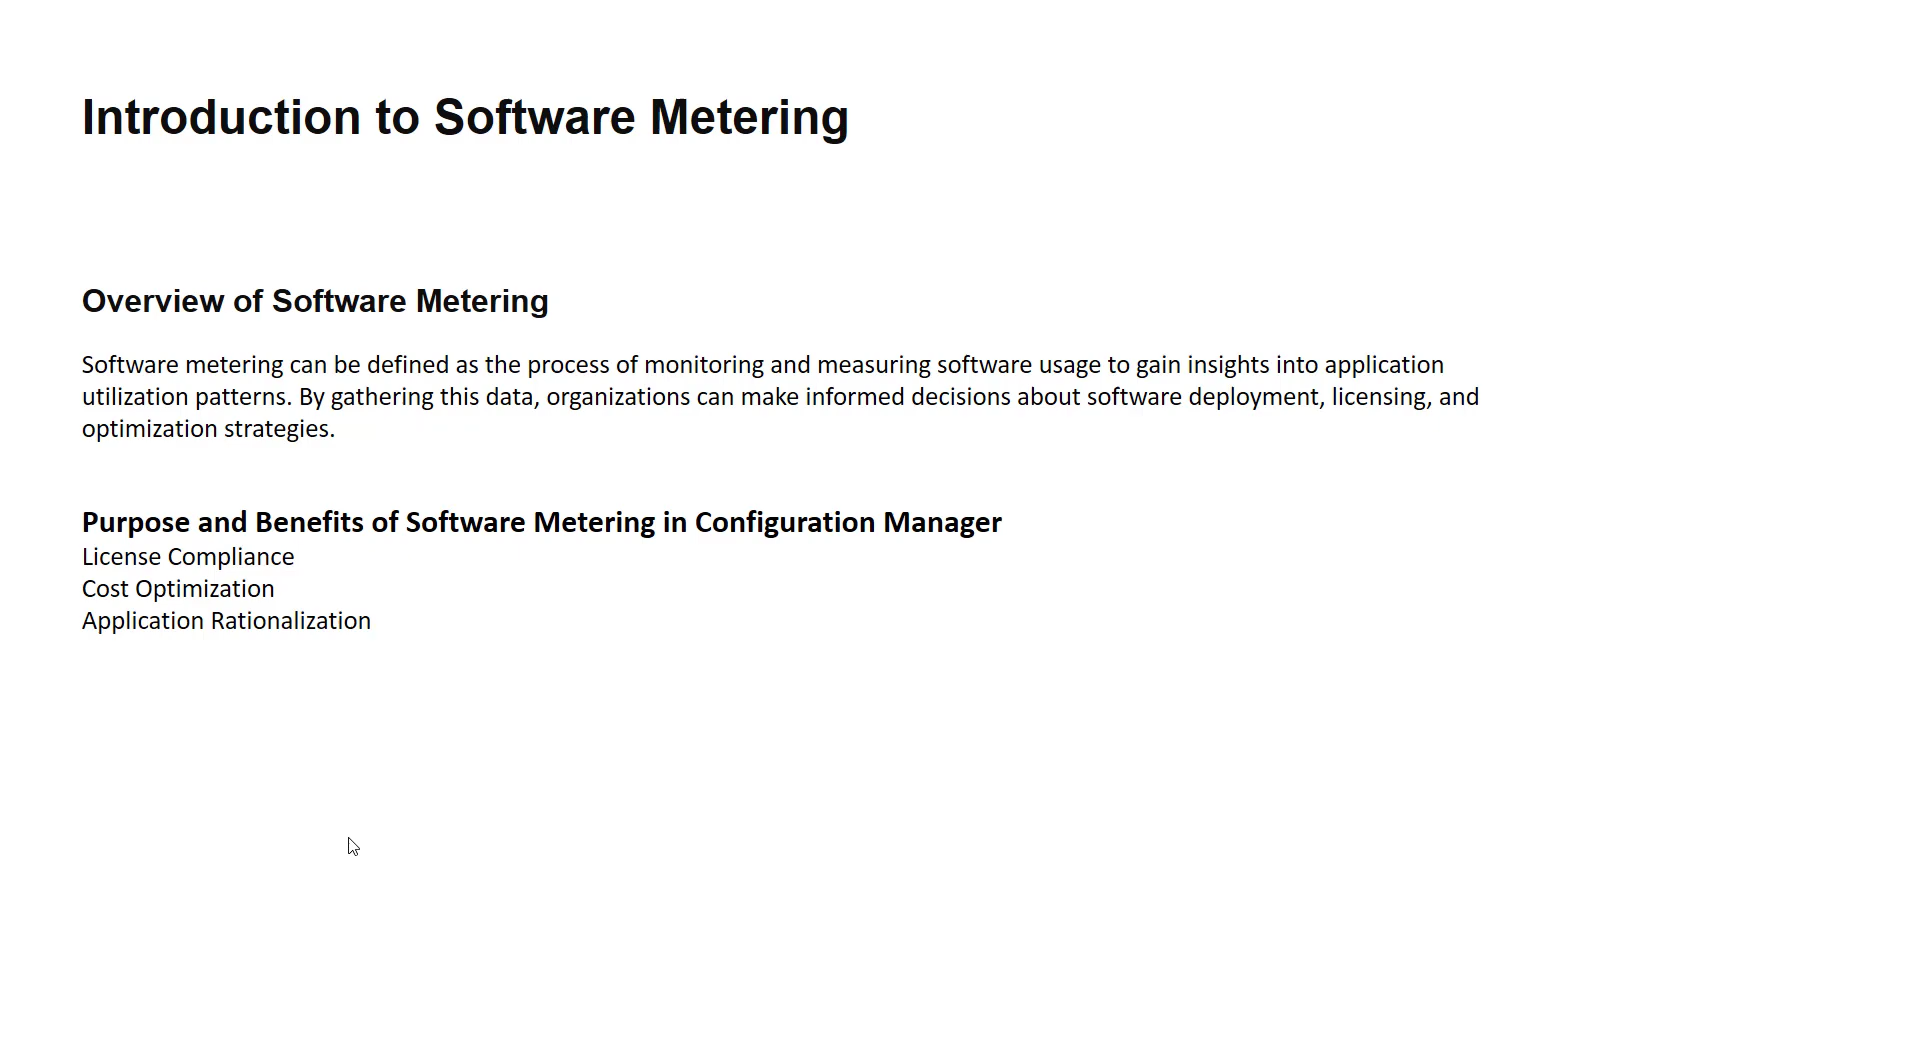 Introduction to Software Metering
Overview of Software Metering
Software metering can be defined as the process of monitoring and measuring software usage to gain insights into application
utilization patterns. By gathering this data, organizations can make informed decisions about software deployment, licensing, and
optimization strategies.
Purpose and Benefits of Software Metering in Configuration Manager
License Compliance
Cost Optimization
Application Rationalization